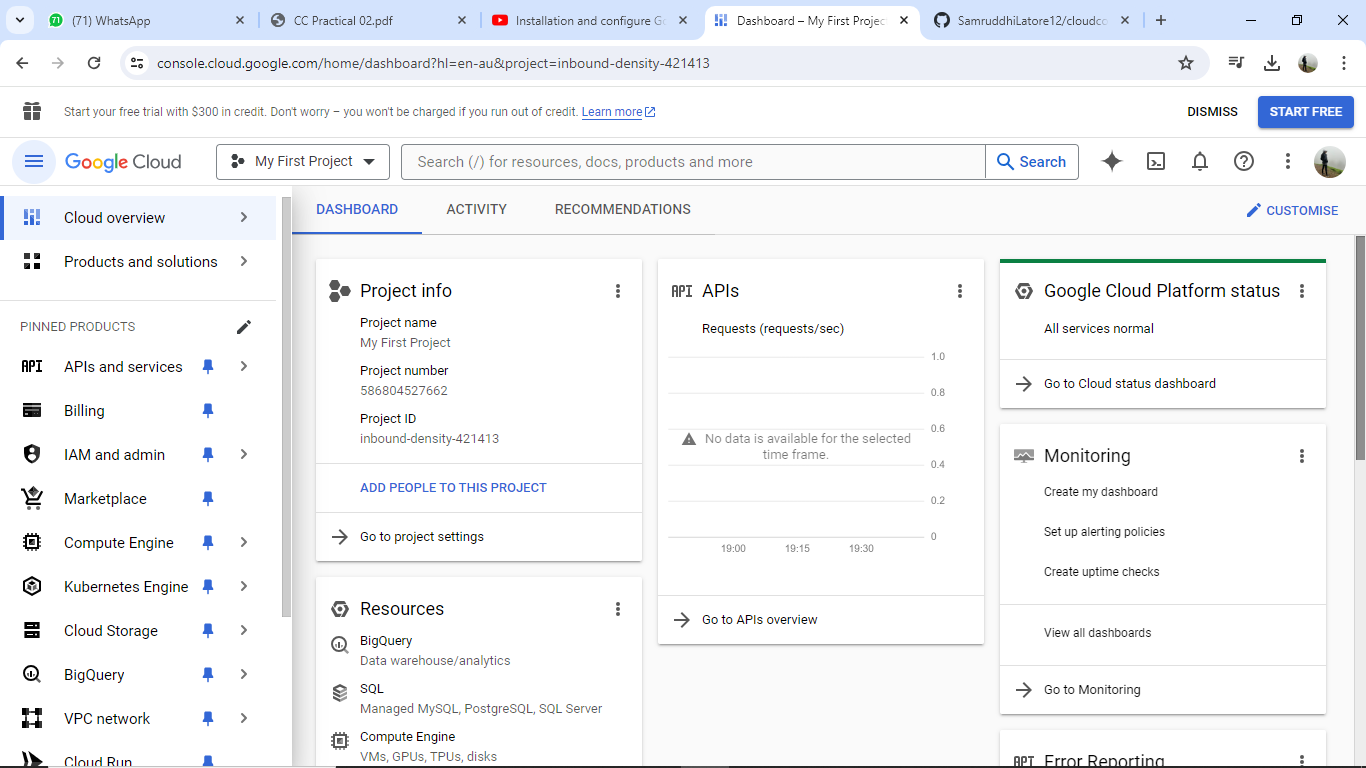 (71) WhatsApp
CC Practical 02.pdf
Installation and configure Go
Dashboard – My First Projec
SamruddhiLatore12/cloudco
console.cloud.google.com/home/dashboard?hl=en-au&project=inbound-density-421413
Start your free trial with $300 in credit. Don't worry – you won't be charged if you run out of credit. Learn more
DISMISS
START FREE
Google Cloud
My First Project
Search (/) for resources, docs, products and more
Search
Cloud overview
Products and solutions
PINNED PRODUCTS
API APIs and services
Billing
IAM and admin
Marketplace
Compute Engine
Kubernetes Engine
Cloud Storage
BigQuery
VPC network
Cloud Run
DASHBOARD
ACTIVITY
RECOMMENDATIONS
CUSTOMISE
Project info
Project name
My First Project
Project number
586804527662
Project ID
inbound-density-421413
ADD PEOPLE TO THIS PROJECT
Go to project settings
Resources
BigQuery
Data warehouse/analytics
SQL
Managed MySQL, PostgreSQL, SQL Server
Compute Engine
VMs, GPUs, TPUs, disks
API APIs
Requests (requests/sec)
1.0
0.8
0.6
No data is available for the selected
time frame.
0.4
0.2
0
19:00
19:15
19:30
Go to APIs overview
Google Cloud Platform status
All services normal
Go to Cloud status dashboard
Monitoring
Create my dashboard
Set up alerting policies
Create uptime checks
View all dashboards
Go to Monitoring
API Error Reporting